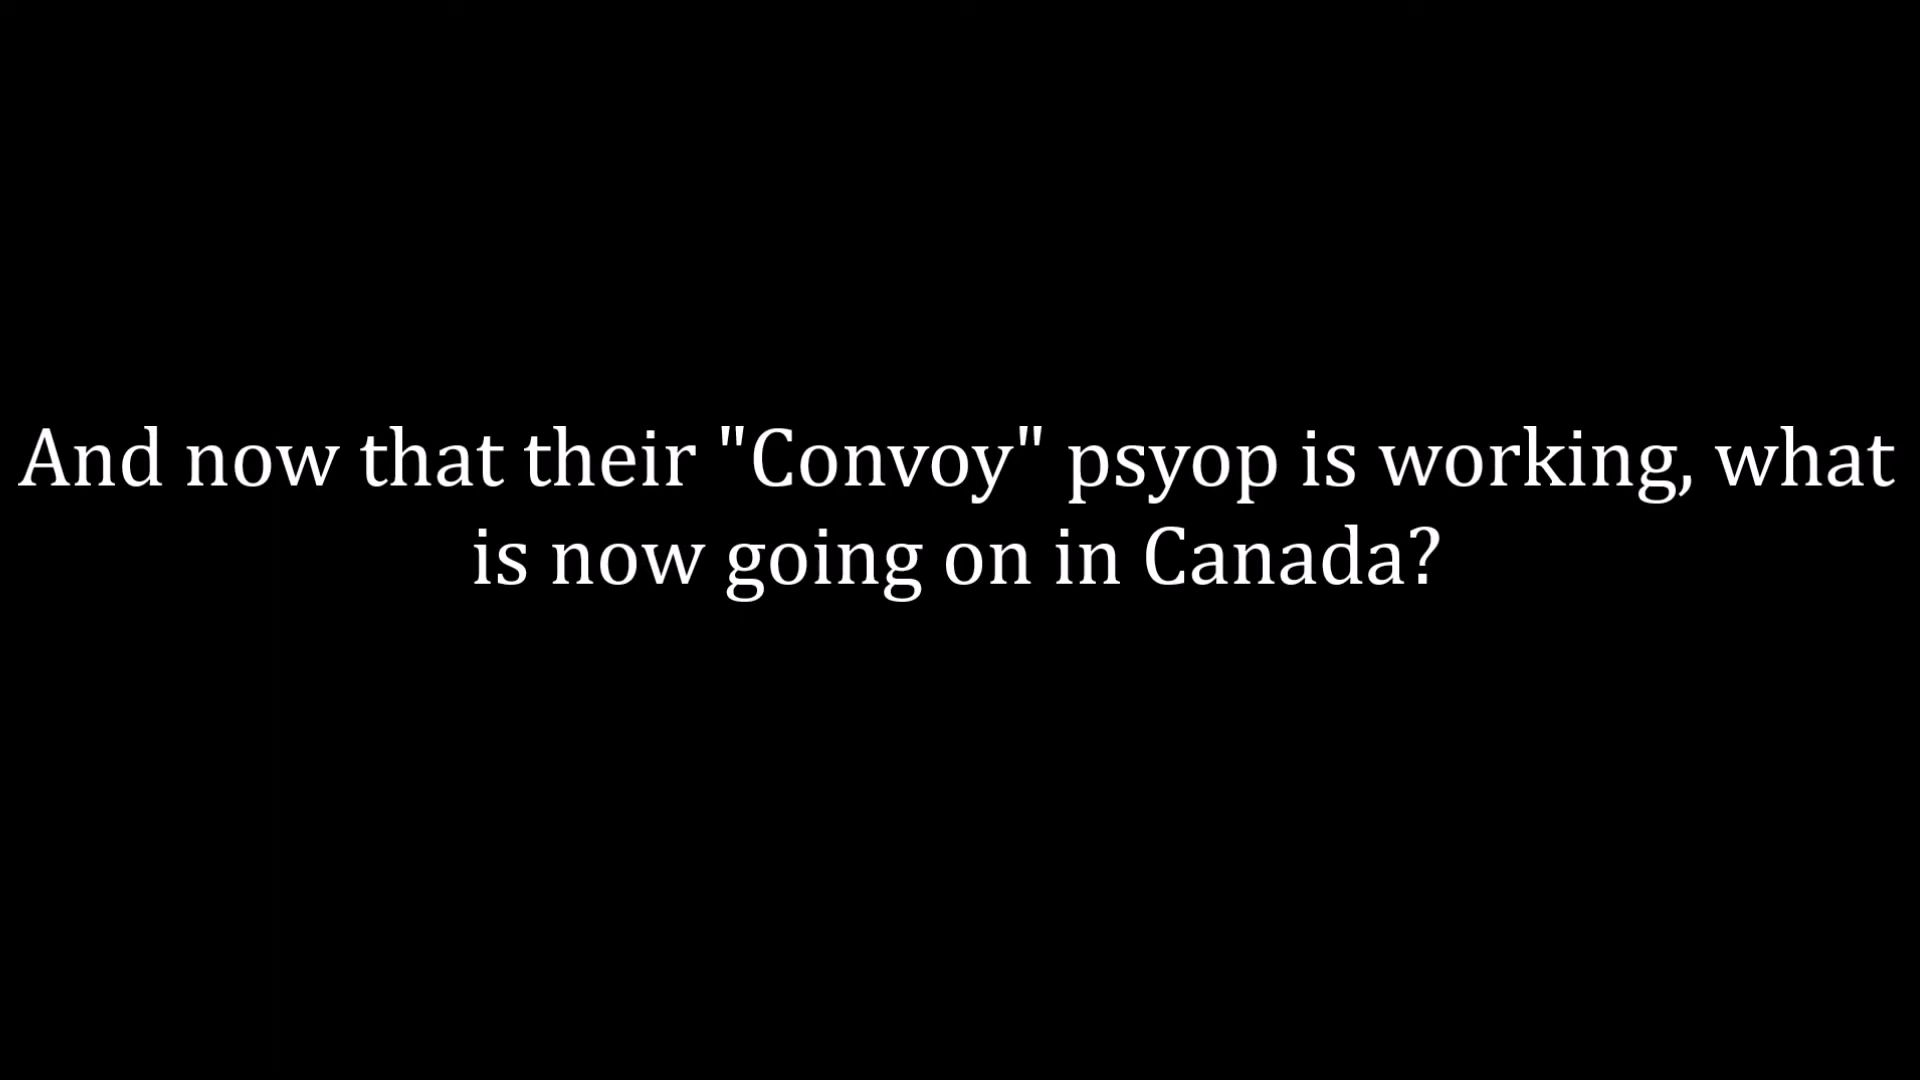 And now that their "Convoy" psyop is working, what
is now going on in Canada?